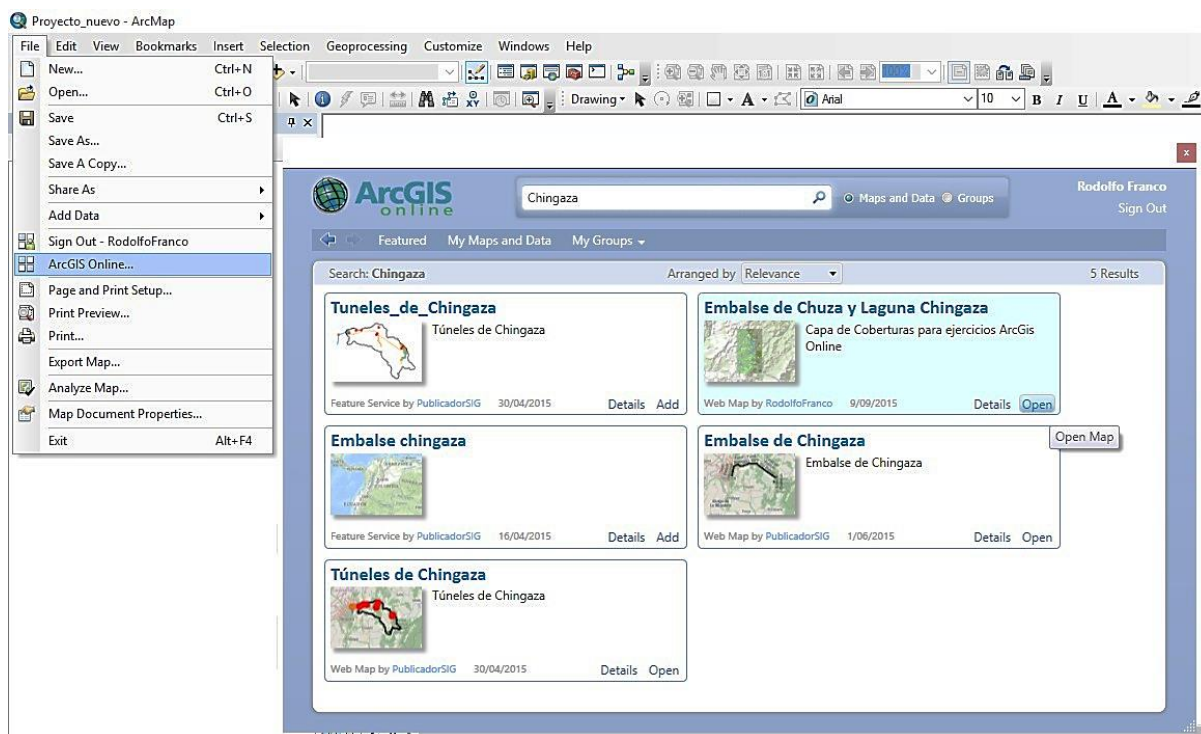 Proyecto_nuevo - ArcMap
File Edit View Bookmarks Insert Selection Geoprocessing Customize Windows Help
New... Ctrl+N
Open... Ctrl+O
Save Ctrl+S
Save As...
Save A Copy...
Share As
Add Data
Sign Out - RodolfoFranco
ArcGIS Online...
Page and Print Setup...
Print Preview...
Print...
Export Map...
Analyze Map...
Map Document Properties...
Exit Alt+F4
100%
Drawing A Arial 10 B I U A
ArcGIS
online
Chingaza
Maps and Data Groups
Rodolfo Franco
Sign Out
Featured My Maps and Data My Groups
Search: Chingaza Arranged by Relevance 5 Results
Tuneles_de_Chingaza
Túneles de Chingaza
Feature Service by PublicadorSIG 30/04/2015 Details Add
Embalse de Chuza y Laguna Chingaza
Capa de Coberturas para ejercicios ArcGis
Online
Web Map by RodolfoFranco 9/09/2015 Details Open
Open Map
Embalse chingaza
Feature Service by PublicadorSIG 16/04/2015 Details Add
Embalse de Chingaza
Embalse de Chingaza
Web Map by PublicadorSIG 1/06/2015 Details Open
Túneles de Chingaza
Túneles de Chingaza
Web Map by PublicadorSIG 30/04/2015 Details Open